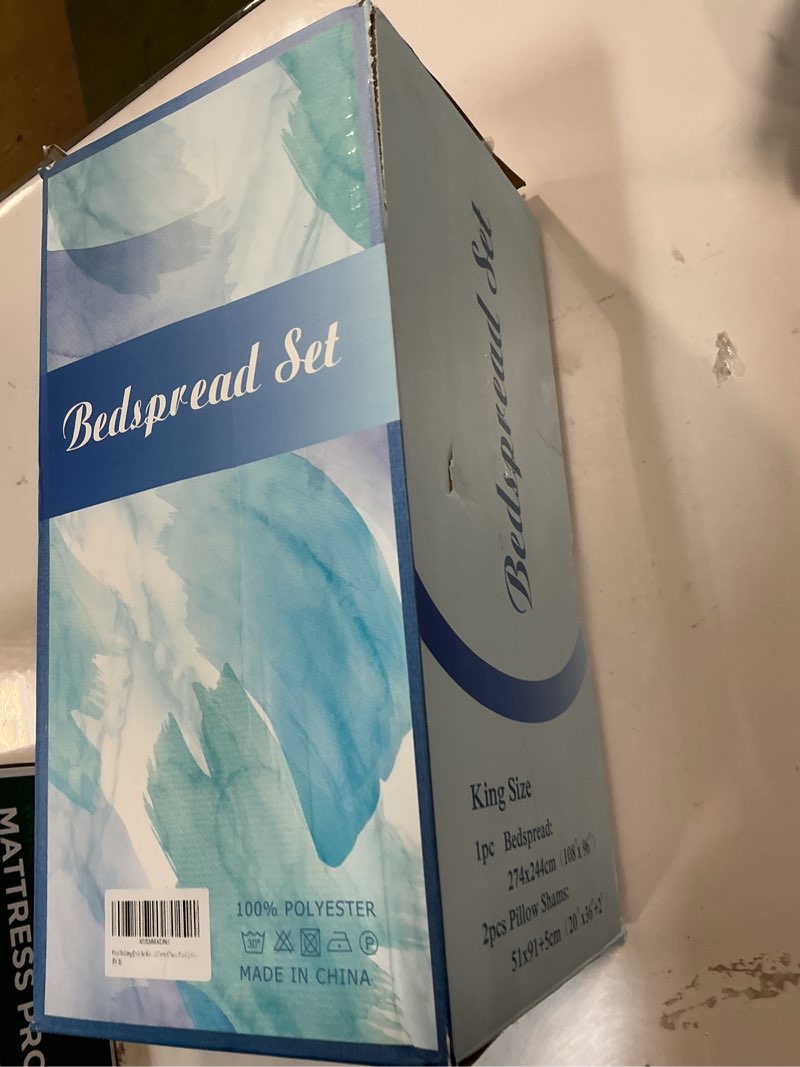 Bedspread Set
100% POLYESTER
30°
P
MADE IN CHINA
Bedspread Set
King Size
1pc Bedspread:
274x244cm (108"x96")
2pcs Pillow Shams:
51x91+5cm (20"x36"+2"
MATTRESS PRO